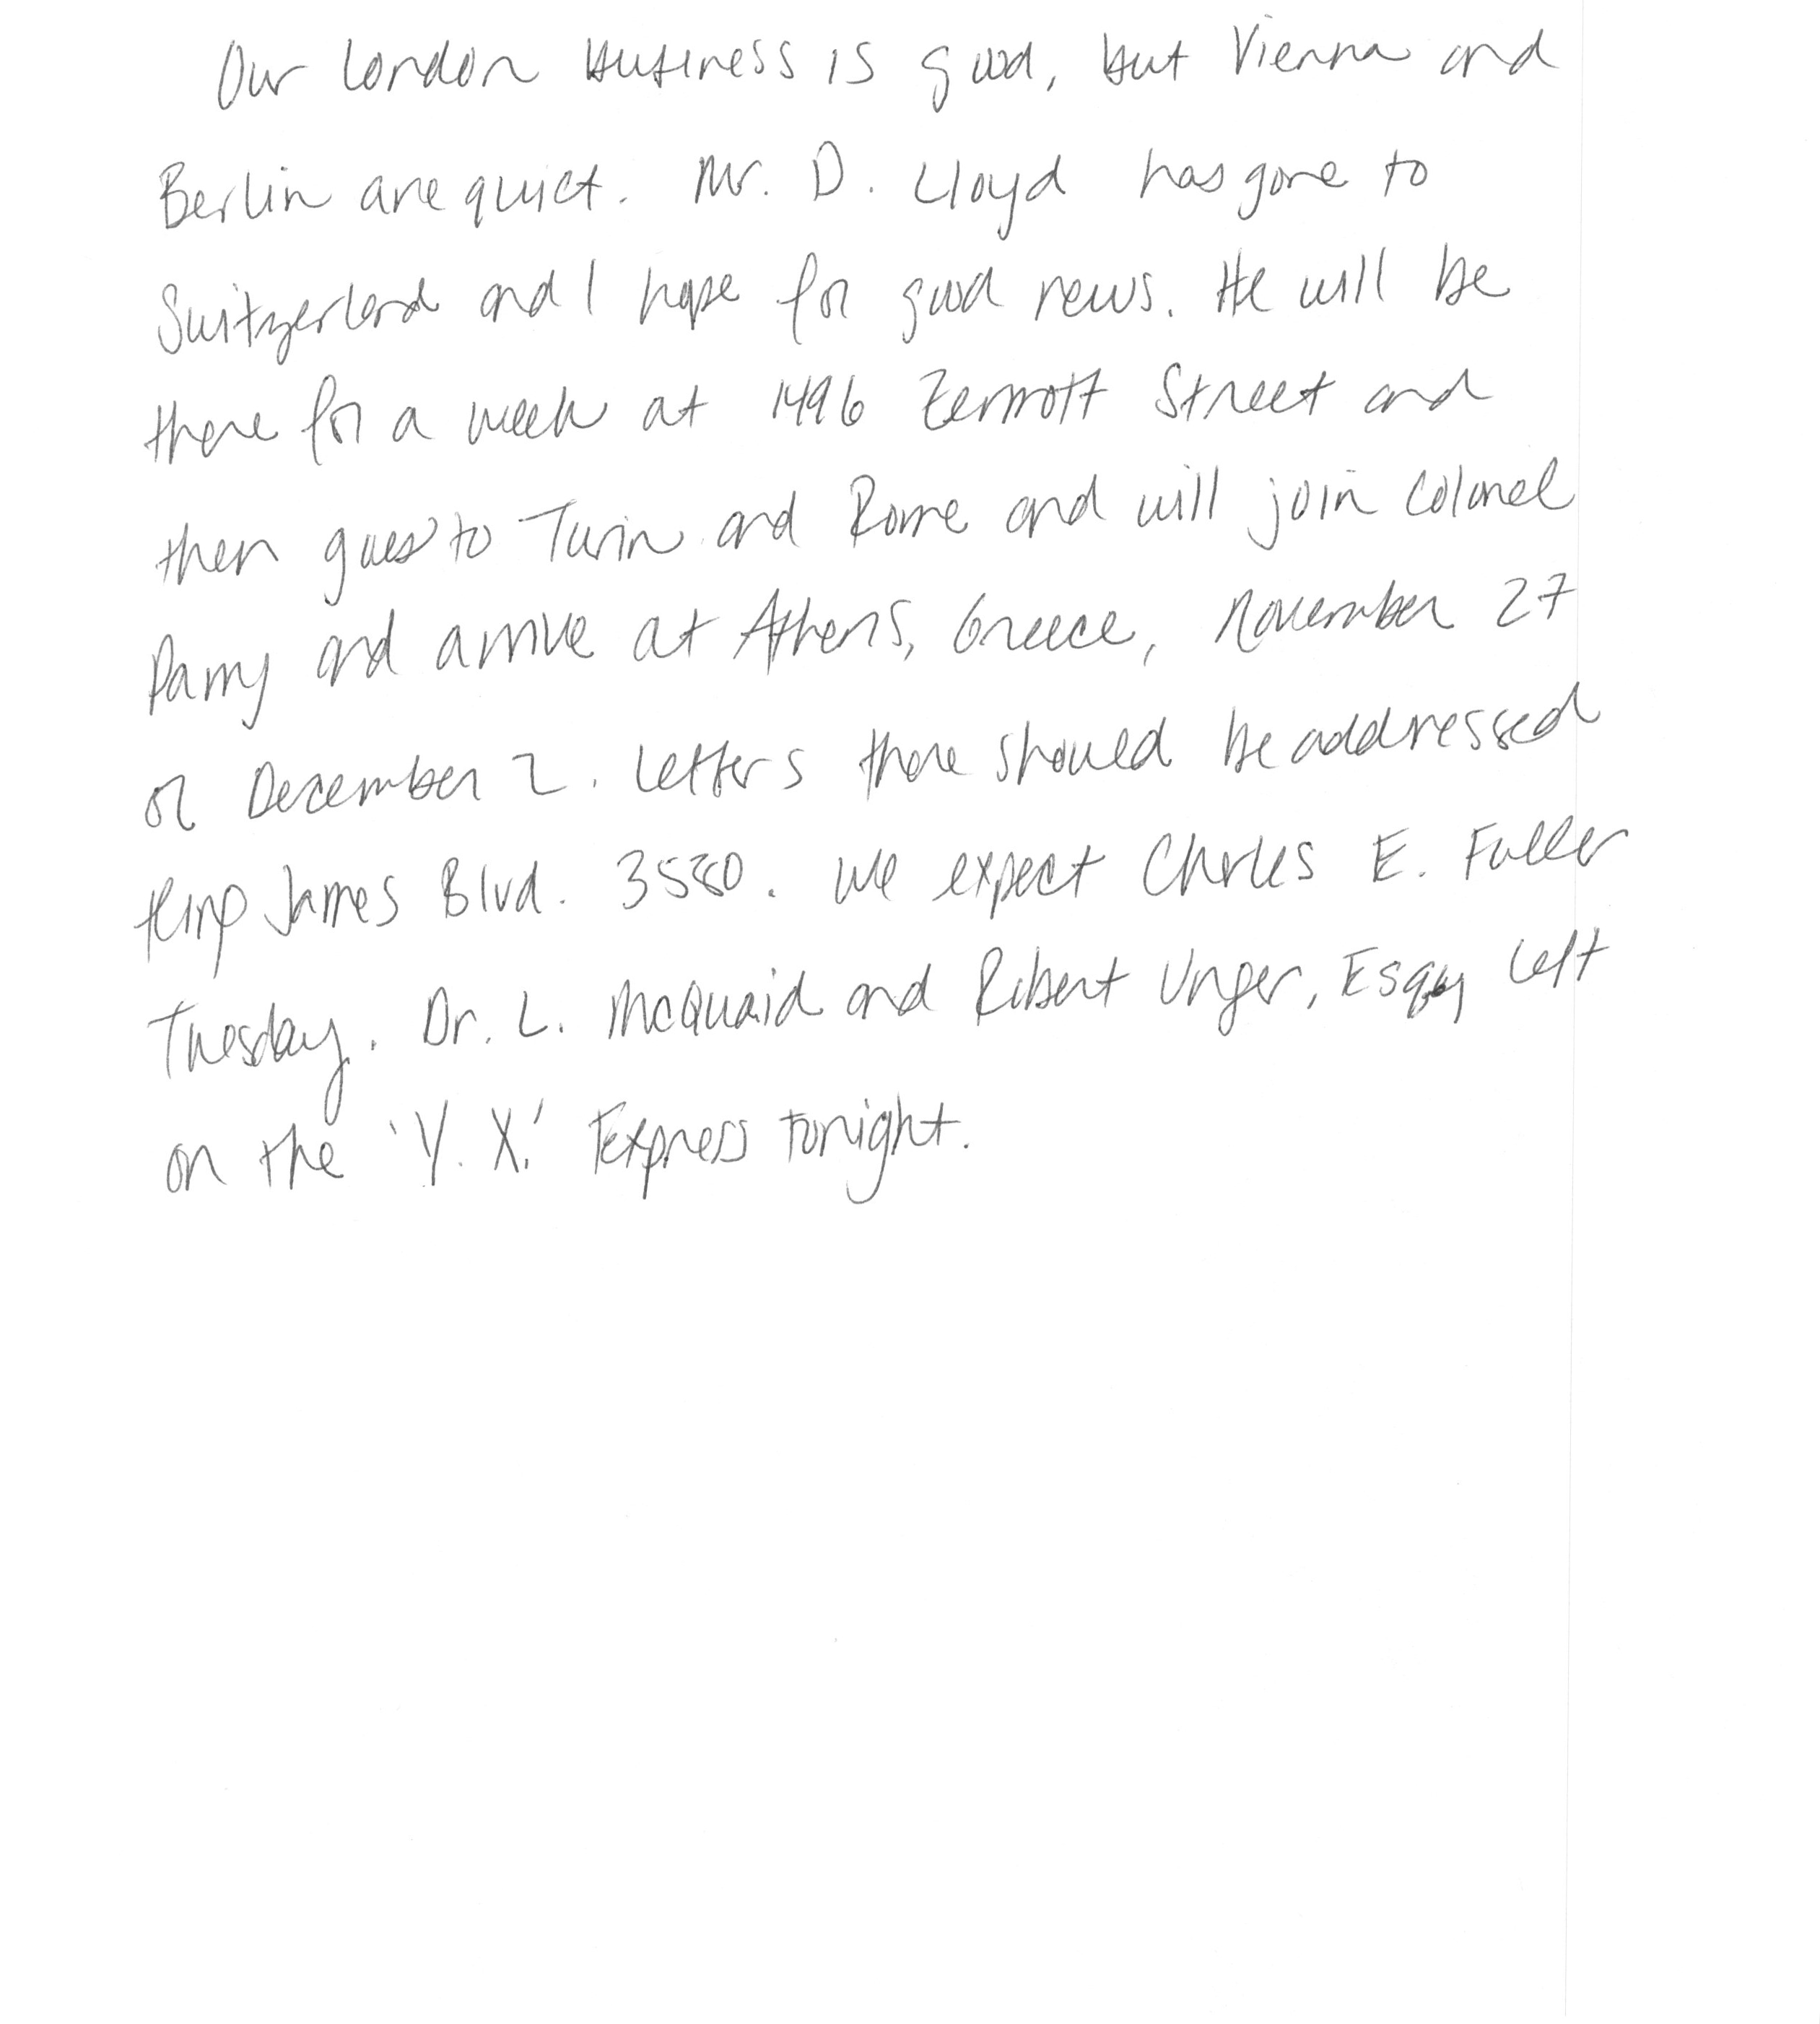 Our London business is good, but Vienna and
Berlin are quiet. Mr. D. Lloyd has gone to
Switzerland and I hope for good news. He will be
there for a week at 1496 Zermott Street and
then goes to Turin and Rome and will join Colonel
Parry and arrive at Athens, Greece, November 27
or December 2. Letters there should be addressed
King James Blvd. 3580. We expect Charles E. Fuller
Tuesday. Dr. L. McQuaid and Robert Unger, Esq., left
on the 'Y. X.' Express tonight.